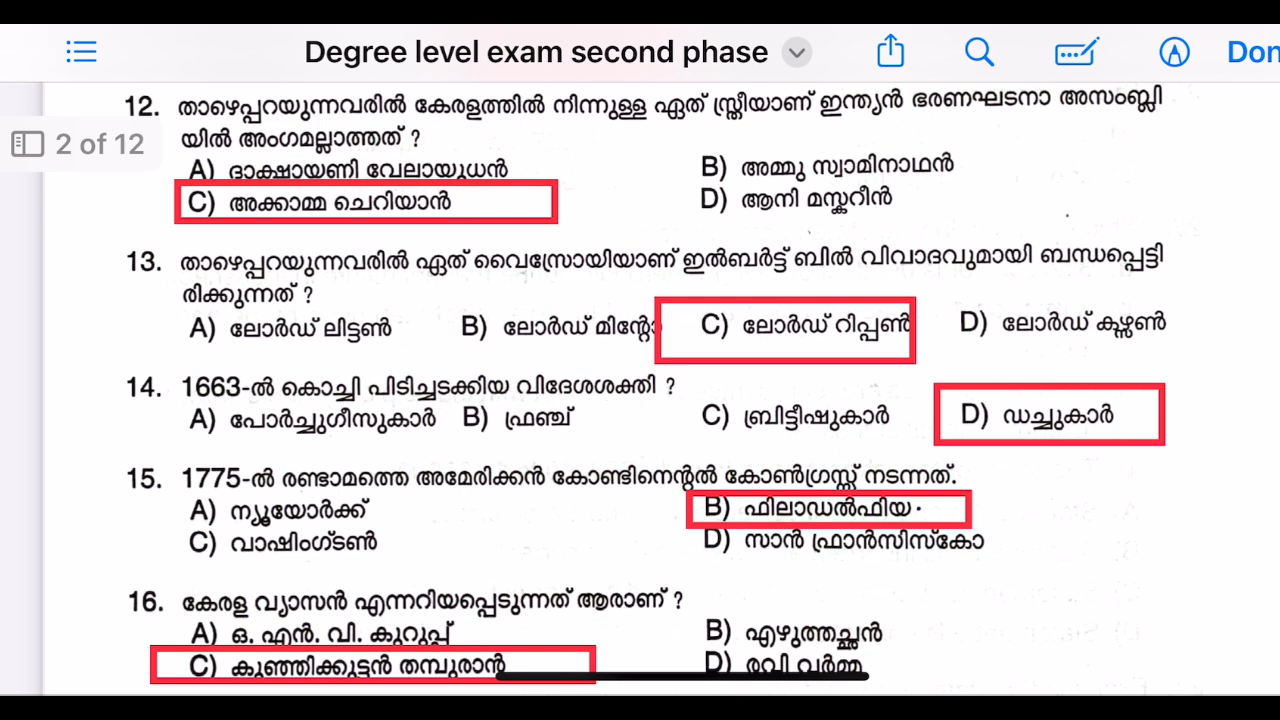 Degree level exam second phase
Don
2 of 12
12. താഴെപ്പറയുന്നവരിൽ കേരളത്തിൽ നിന്നുള്ള ഏത് സ്ത്രീയാണ് ഇന്ത്യൻ ഭരണഘടനാ അസംബ്ലി
യിൽ അംഗമല്ലാത്തത് ?
A) ദാക്ഷായണി വേലായുധൻ B) അമ്മു സ്വാമിനാഥൻ
C) അക്കാമ്മ ചെറിയാൻ D) ആനി മസ്ക്രീൻ
13. താഴെപ്പറയുന്നവരിൽ ഏത് വൈസ്രോയിയാണ് ഇൽബർട്ട് ബിൽ വിവാദവുമായി ബന്ധപ്പെട്ടി
രിക്കുന്നത് ?
A) ലോർഡ് ലിട്ടൺ B) ലോർഡ് മിന്റോ C) ലോർഡ് റിപ്പൺ D) ലോർഡ് കഴ്സൺ
14. 1663-ൽ കൊച്ചി പിടിച്ചടക്കിയ വിദേശശക്തി ?
A) പോർച്ചുഗീസുകാർ B) ഫ്രഞ്ച് C) ബ്രിട്ടീഷുകാർ D) ഡച്ചുകാർ
15. 1775-ൽ രണ്ടാമത്തെ അമേരിക്കൻ കോണ്ടിനെന്റൽ കോൺഗ്രസ്സ് നടന്നത്.
A) ന്യൂയോർക്ക് B) ഫിലാഡൽഫിയ
C) വാഷിംഗ്ടൺ D) സാൻ ഫ്രാൻസിസ്കോ
16. കേരള വ്യാസൻ എന്നറിയപ്പെടുന്നത് ആരാണ് ?
A) ഒ. എൻ. വി. കുറുപ്പ് B) എഴുത്തച്ഛൻ
C) കുഞ്ഞിക്കുട്ടൻ തമ്പുരാൻ D) രവി വർമ്മ